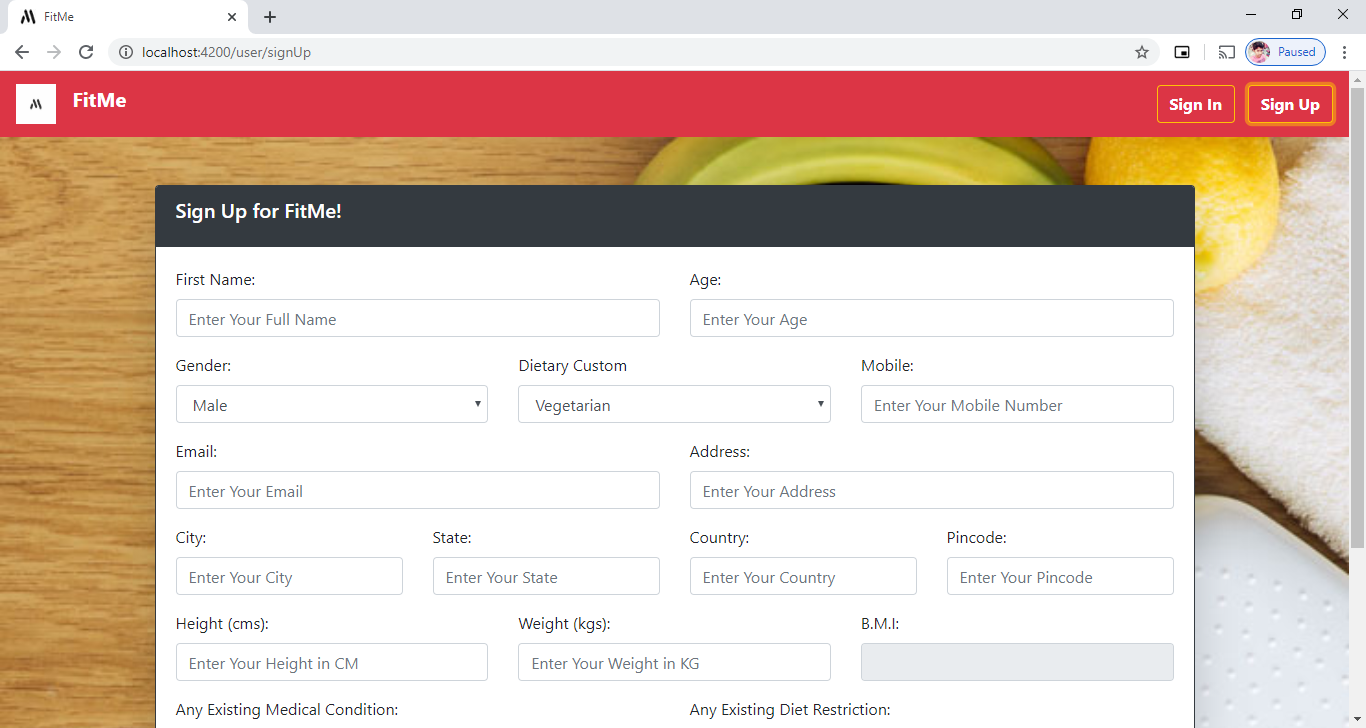 FitMe
localhost:4200/user/signUp
Paused
FitMe
Sign In
Sign Up
Sign Up for FitMe!
First Name:
Age:
Enter Your Full Name
Enter Your Age
Gender:
Dietary Custom
Mobile:
Male
Vegetarian
Enter Your Mobile Number
Email:
Address:
Enter Your Email
Enter Your Address
City:
State:
Country:
Pincode:
Enter Your City
Enter Your State
Enter Your Country
Enter Your Pincode
Height (cms):
Weight (kgs):
B.M.I:
Enter Your Height in CM
Enter Your Weight in KG
Any Existing Medical Condition:
Any Existing Diet Restriction: